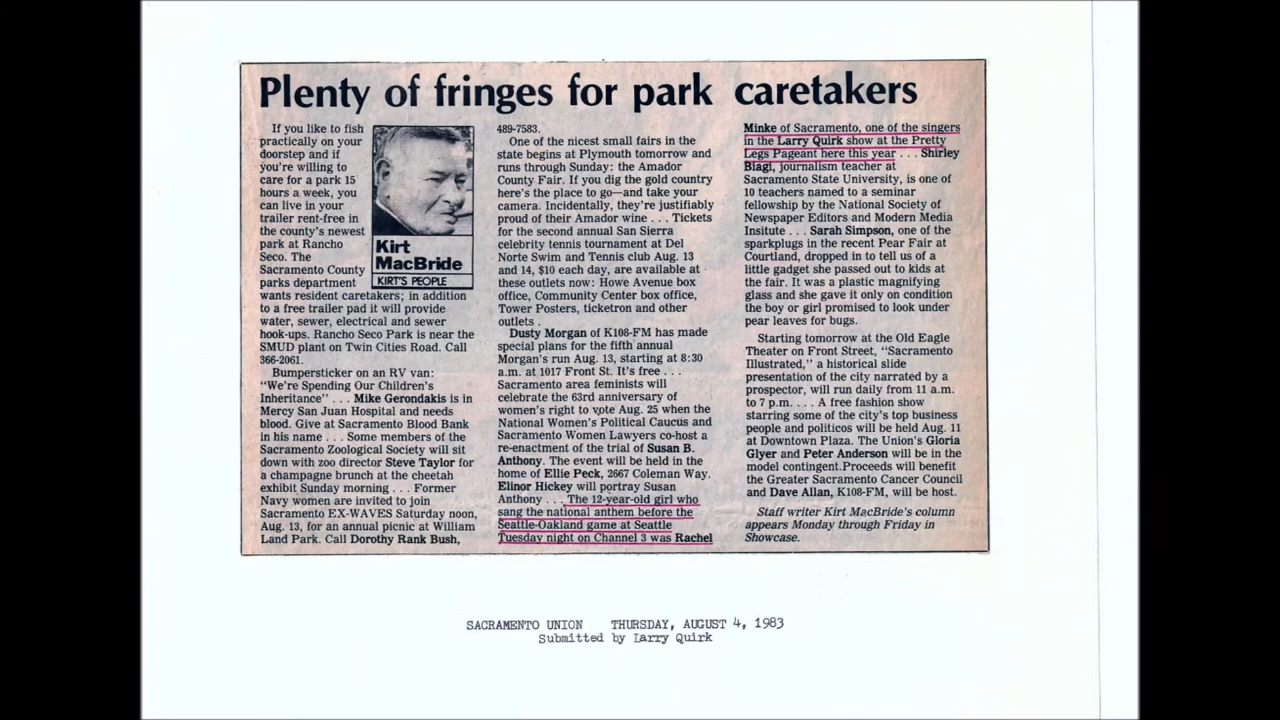 Plenty of fringes for park caretakers
If you like to fish
practically on your
doorstep and if
you're willing to
care for a park 15
hours a week, you
can live in your
trailer rent-free in
the county's newest
park at Rancho
Seco. The
Sacramento County
parks department
Kirt
MacBride
KIRT'S PEOPLE
wants resident caretakers; in addition
to a free trailer pad it will provide
water, sewer, electrical and sewer
hook-ups. Rancho Seco Park is near the
SMUD plant on Twin Cities Road. Call
366-2061.
Bumpersticker on an RV van:
"We're Spending Our Children's
Inheritance" . . . Mike Gerondakis is in
Mercy San Juan Hospital and needs
blood. Give at Sacramento Blood Bank
in his name . . . Some members of the
Sacramento Zoological Society will sit
down with zoo director Steve Taylor for
a champagne brunch at the cheetah
exhibit Sunday morning . . . Former
Navy women are invited to join
Sacramento EX-WAVES Saturday noon,
Aug. 13, for an annual picnic at William
Land Park. Call Dorothy Rank Bush,
489-7583.
One of the nicest small fairs in the
state begins at Plymouth tomorrow and
runs through Sunday: the Amador
County Fair. If you dig the gold country
here's the place to go—and take your
camera. Incidentally, they're justifiably
proud of their Amador wine . . . Tickets
for the second annual San Sierra
celebrity tennis tournament at Del
Norte Swim and Tennis club Aug. 13
and 14, $10 each day, are available at
these outlets now: Howe Avenue box
office, Community Center box office,
Tower Posters, ticketron and other
outlets .
Dusty Morgan of K108-FM has made
special plans for the fifth annual
Morgan's run Aug. 13, starting at 8:30
a.m. at 1017 Front St. It's free . . .
Sacramento area feminists will
celebrate the 63rd anniversary of
women's right to vote Aug. 25 when the
National Women's Political Caucus and
Sacramento Women Lawyers co-host a
re-enactment of the trial of Susan B.
Anthony. The event will be held in the
home of Ellie Peck, 2667 Coleman Way.
Elinor Hickey will portray Susan
Anthony . . . The 12-year-old girl who
sang the national anthem before the
Seattle-Oakland game at Seattle
Tuesday night on Channel 3 was Rachel
Minke of Sacramento, one of the singers
in the Larry Quirk show at the Pretty
Legs Pageant here this year . . . Shirley
Biagi, journalism teacher at
Sacramento State University, is one of
10 teachers named to a seminar
fellowship by the National Society of
Newspaper Editors and Modern Media
Insitute . . . Sarah Simpson, one of the
sparkplugs in the recent Pear Fair at
Courtland, dropped in to tell us of a
little gadget she passed out to kids at
the fair. It was a plastic magnifying
glass and she gave it only on condition
the boy or girl promised to look under
pear leaves for bugs.
Starting tomorrow at the Old Eagle
Theater on Front Street, "Sacramento
Illustrated," a historical slide
presentation of the city narrated by a
prospector, will run daily from 11 a.m.
to 7 p.m. . . . A free fashion show
starring some of the city's top business
people and politicos will be held Aug. 11
at Downtown Plaza. The Union's Gloria
Glyer and Peter Anderson will be in the
model contingent.Proceeds will benefit
the Greater Sacramento Cancer Council
and Dave Allan, K108-FM, will be host.
Staff writer Kirt MacBride's column
appears Monday through Friday in
Showcase.
SACRAMENTO UNION THURSDAY, AUGUST 4, 1983
Submitted by Larry Quirk